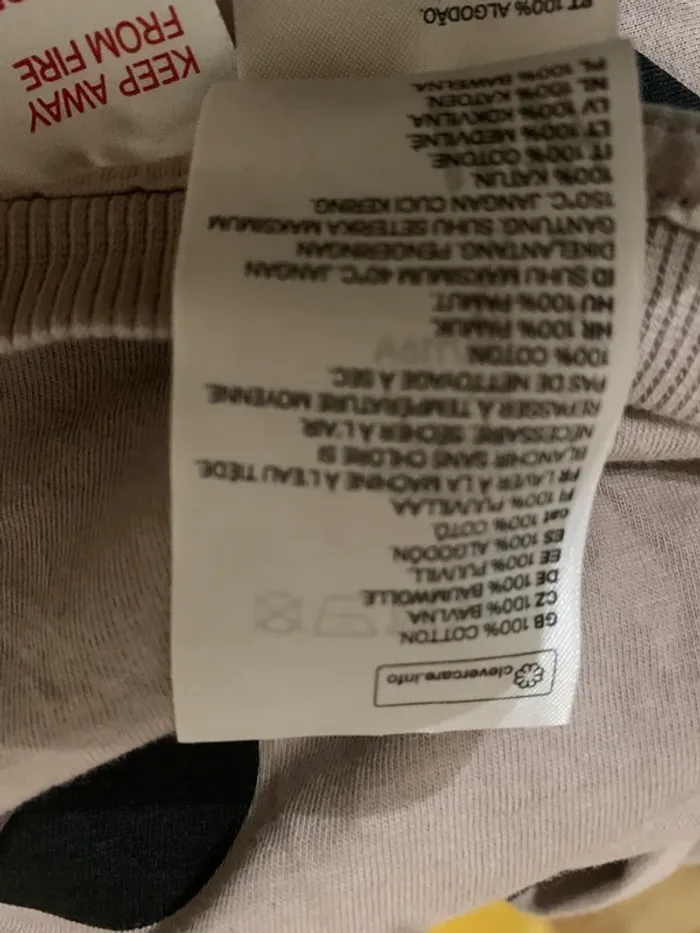 clevercare.info
GB 100% COTTON.
CZ 100% BAVLNA.
DE 100% BAUMWOLLE.
EE 100% PUUVILL.
ES 100% ALGODÓN.
cat 100% COTÓ.
FI 100% PUUVILLAA.
FR LAVER À LA MACHINE À L'EAU TIÈDE.
BLANCHIR SANS CHLORE SI
NÉCESSAIRE. SÉCHER À L'AIR.
REPASSER À TEMPÉRATURE MOYENNE.
PAS DE NETTOYAGE À SEC.
100% COTON.
HR 100% PAMUK.
HU 100% PAMUT.
ID SUHU MAKSIMUM 40°C. JANGAN
DIKELANTANG. PENGERINGAN
GANTUNG. SUHU SETERIKA MAKSIMUM
150°C. JANGAN CUCI KERING.
100% KATUN.
IT 100% COTONE.
LT 100% MEDVILNĖ.
LV 100% KOKVILNA.
NL 100% KATOEN.
PL 100% BAWEŁNA.
PT 100% ALGODÃO.
KEEP AWAY
FROM FIRE